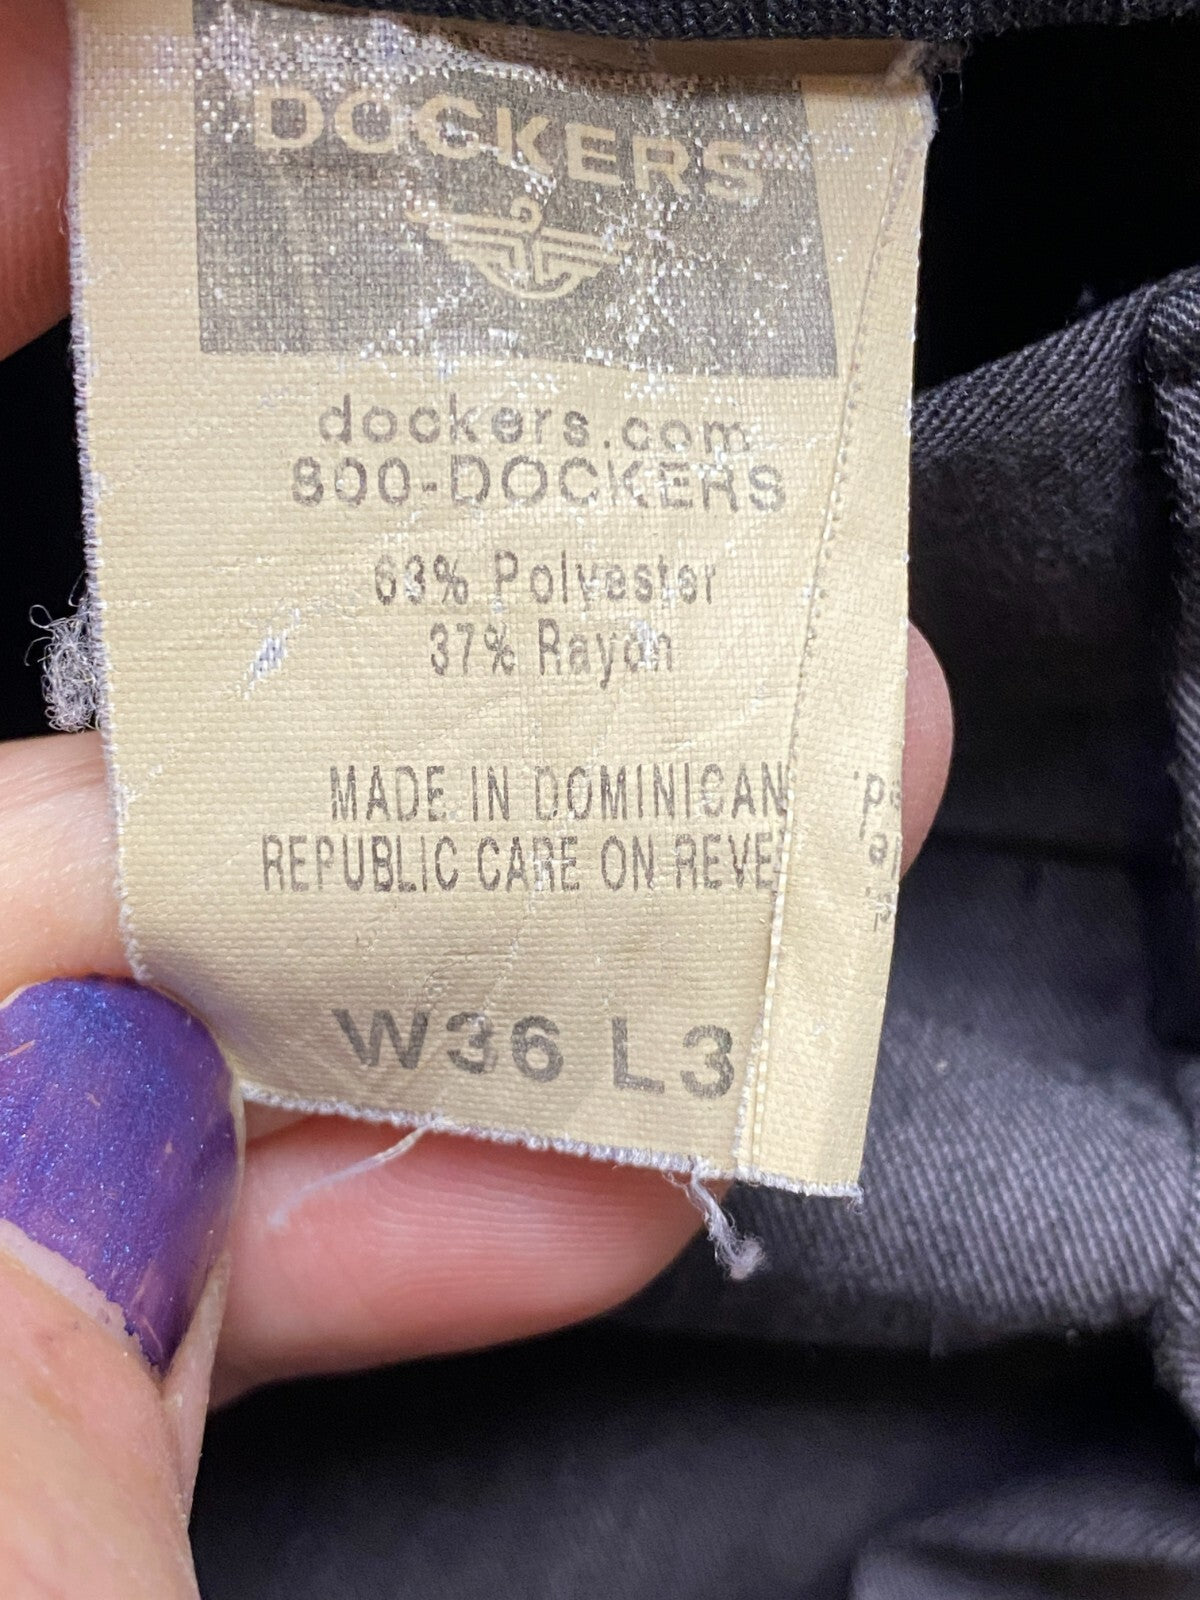 DOCKERS
dockers.com
800-DOCKERS
63% Polyester
37% Rayon
MADE IN DOMINICAN
REPUBLIC CARE ON REVE
W36 L3